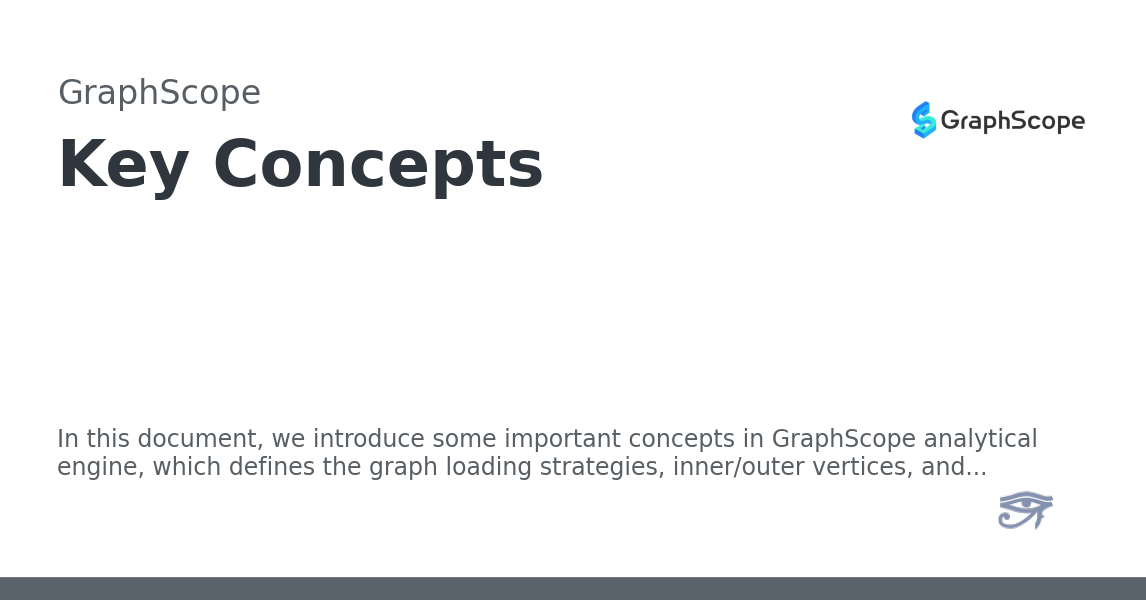 GraphScope
GraphScope
Key Concepts
In this document, we introduce some important concepts in GraphScope analytical
engine, which defines the graph loading strategies, inner/outer vertices, and...